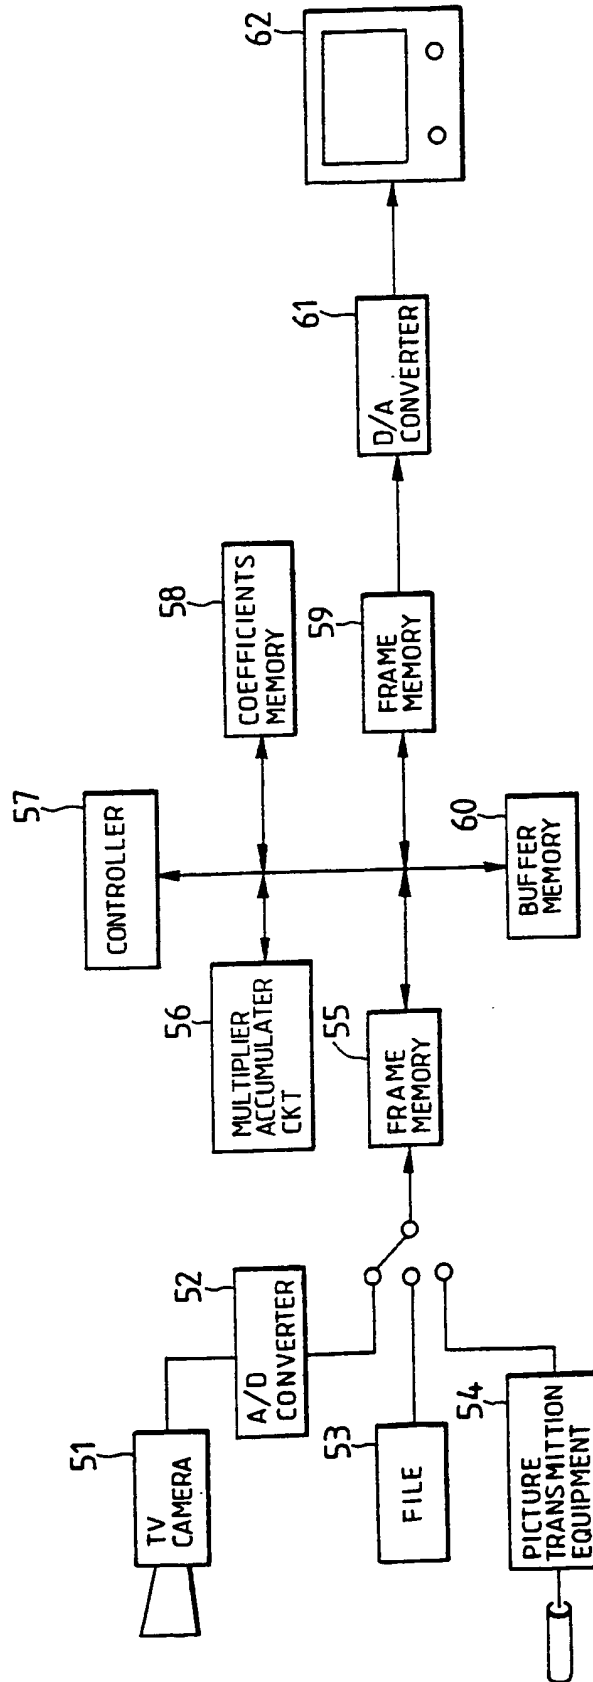 51
TV
CAMERA
52
A/D
CONVERTER
53
FILE
54
PICTURE
TRANSMITTION
EQUIPMENT
55
FRAME
MEMORY
56
MULTIPLIER
ACCUMULATER
CKT
57
CONTROLLER
58
COEFFICIENTS
MEMORY
59
FRAME
MEMORY
60
BUFFER
MEMORY
61
D/A
CONVERTER
62